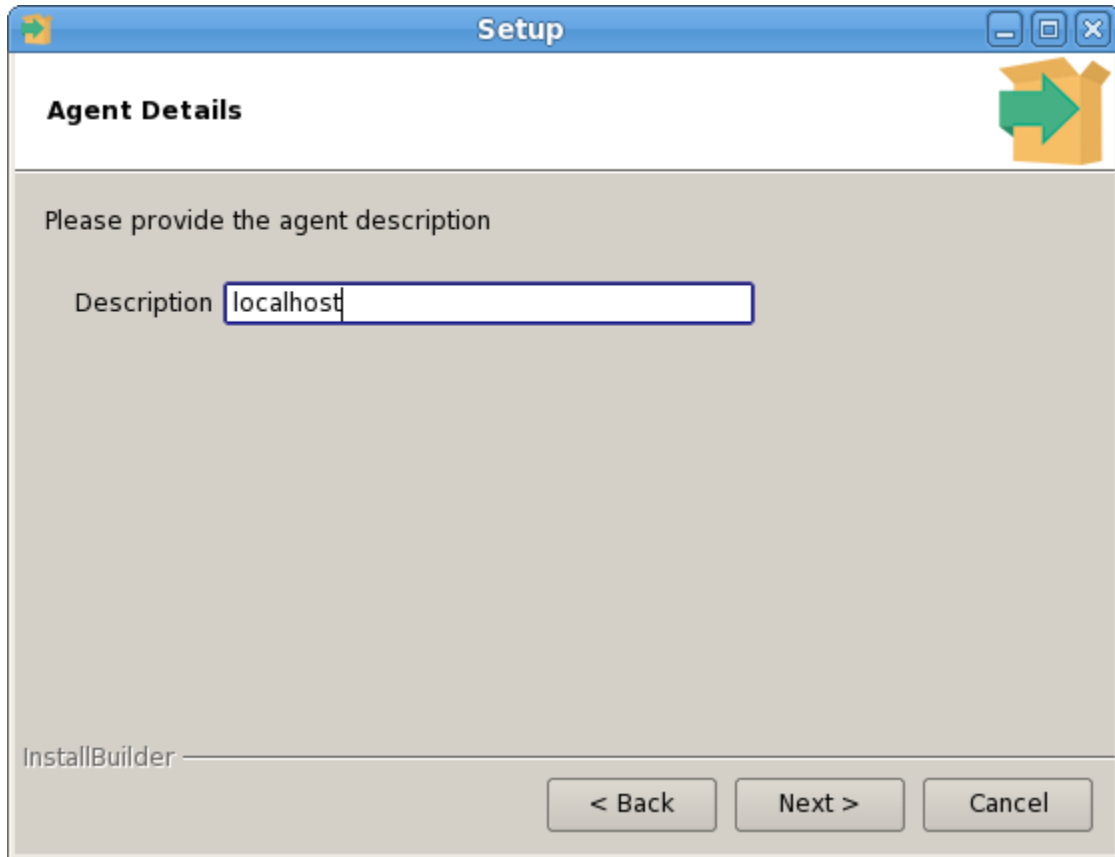 Setup
Agent Details
Please provide the agent description
Description localhost
InstallBuilder
< Back Next > Cancel